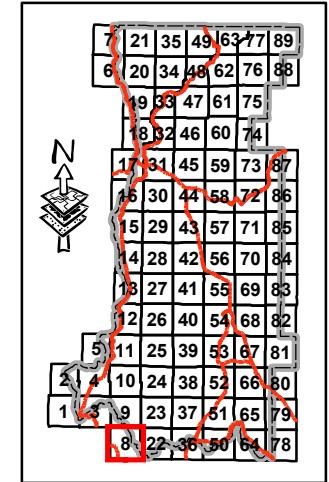 7 21 35 49 63 77 89
6 20 34 48 62 76 88
19 33 47 61 75
18 32 46 60 74
N
17 31 45 59 73 87
16 30 44 58 72 86
15 29 43 57 71 85
14 28 42 56 70 84
13 27 41 55 69 83
12 26 40 54 68 82
5 11 25 39 53 67 81
2 4 10 24 38 52 66 80
1 3 9 23 37 51 65 79
8 22 36 50 64 78